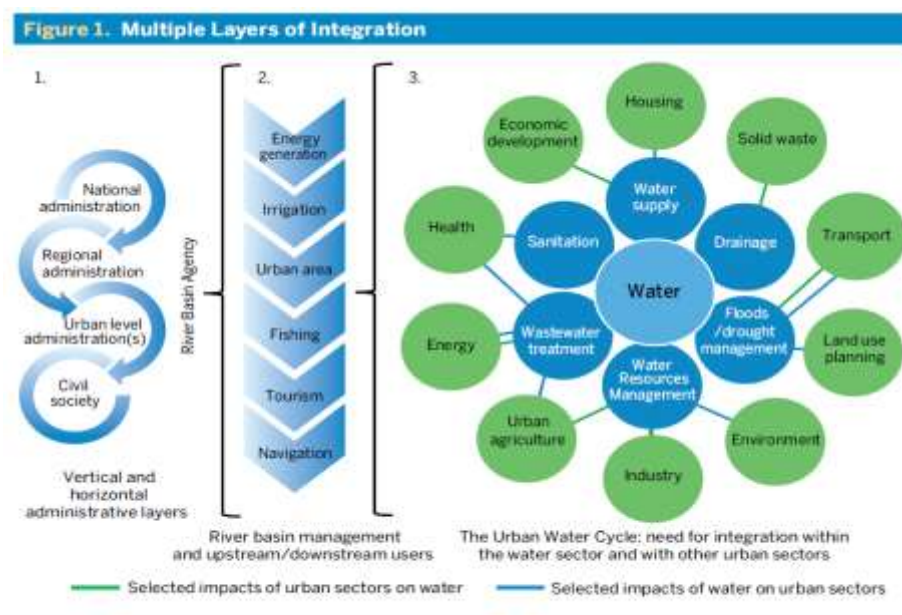 Figure 1. Multiple Layers of Integration
1.
National
administration
Regional
administration
Urban level
administration(s)
Civil
society
Vertical and
horizontal
administrative layers
River Basin Agency
2.
Energy
generation
Irrigation
Urban area
Fishing
Tourism
Navigation
River basin management
and upstream/downstream users
3.
Housing
Economic
development
Solid waste
Water
supply
Health
Sanitation
Drainage
Transport
Water
Energy
Wastewater
treatment
Floods
/drought
management
Land use
planning
Water
Resources
Management
Urban
agriculture
Environment
Industry
The Urban Water Cycle: need for integration within
the water sector and with other urban sectors
Selected impacts of urban sectors on water
Selected impacts of water on urban sectors